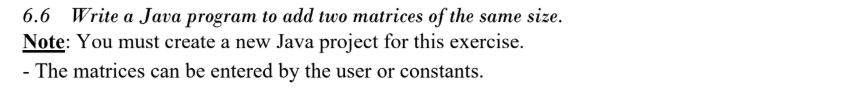 6.6 Write a Java program to add two matrices of the same size.
Note: You must create a new Java project for this exercise.
- The matrices can be entered by the user or constants.